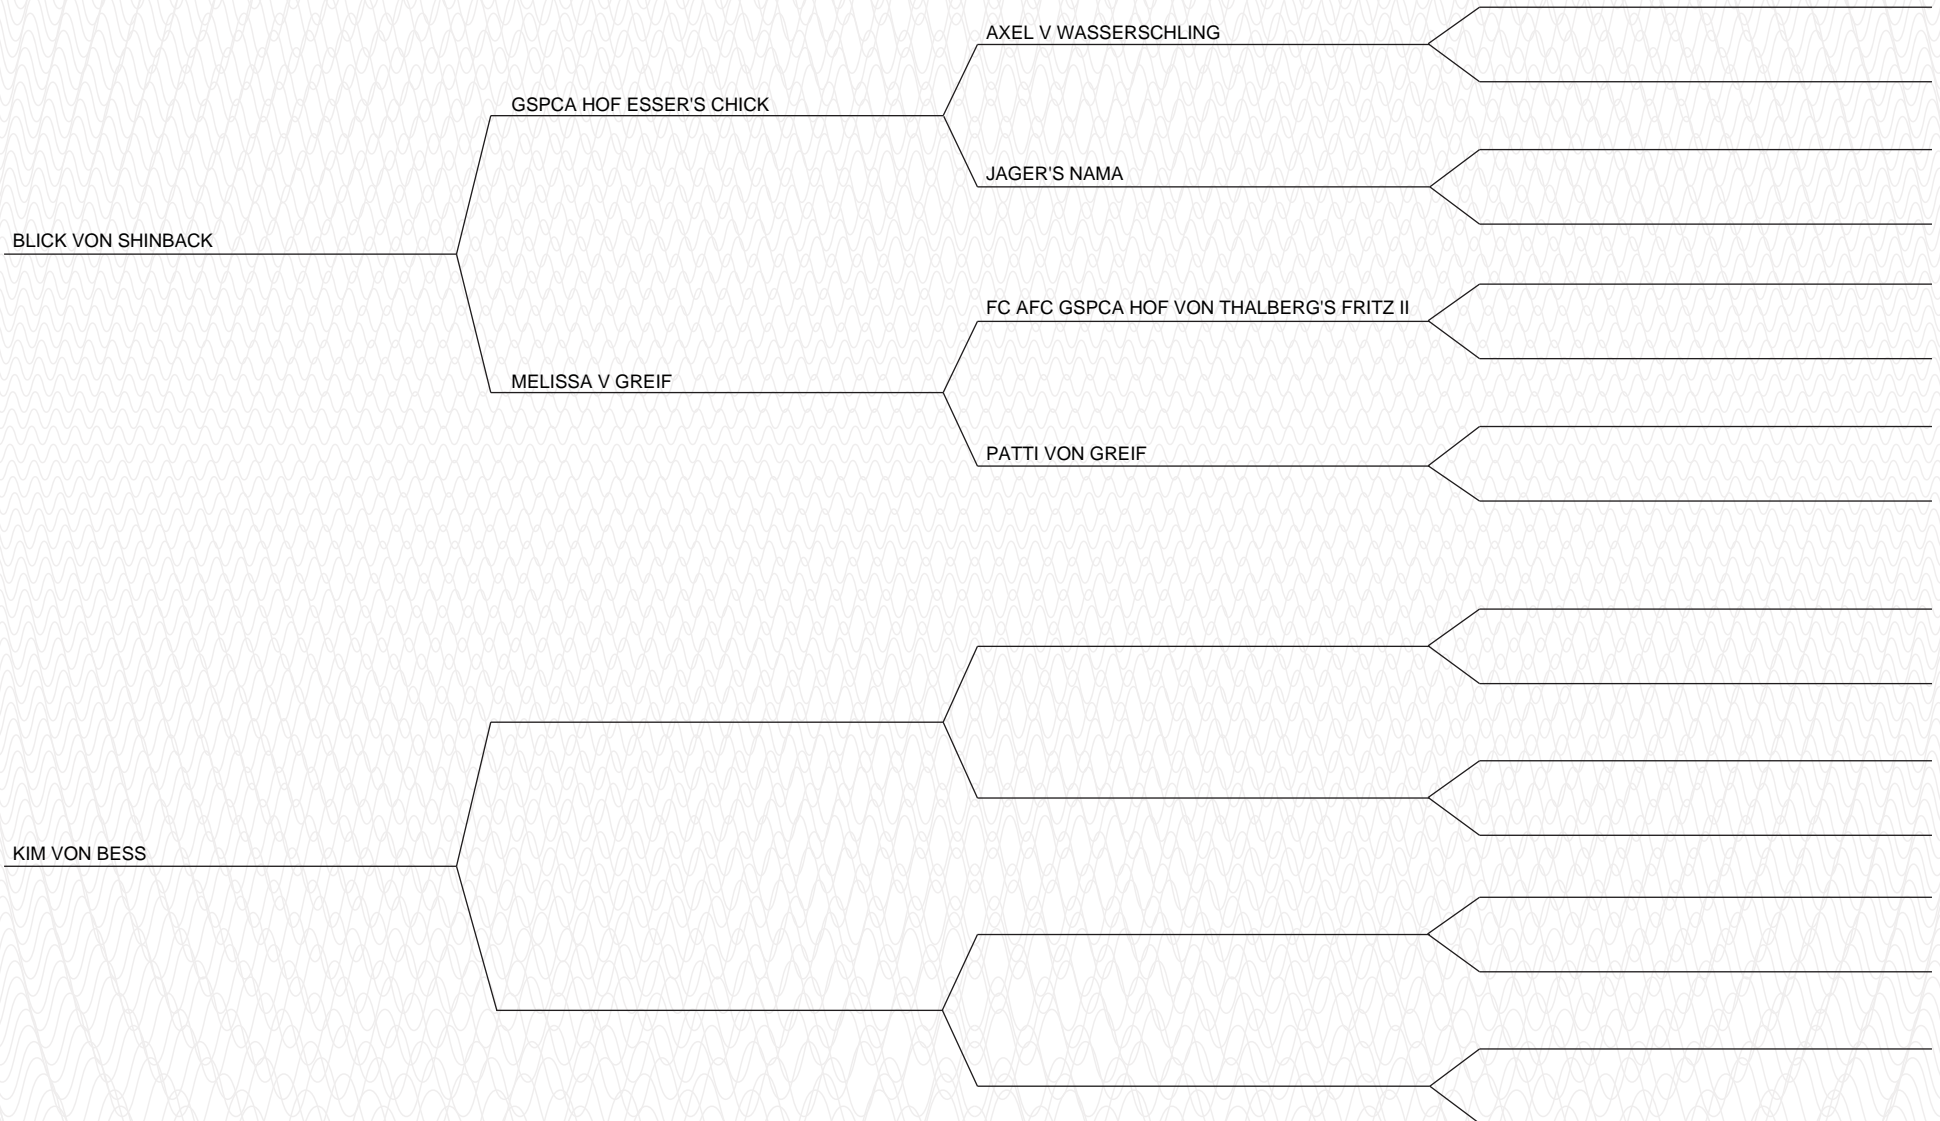 AXEL V WASSERSCHLING
GSPCA HOF ESSER'S CHICK
JAGER'S NAMA
BLICK VON SHINBACK
FC AFC GSPCA HOF VON THALBERG'S FRITZ II
MELISSA V GREIF
PATTI VON GREIF
KIM VON BESS